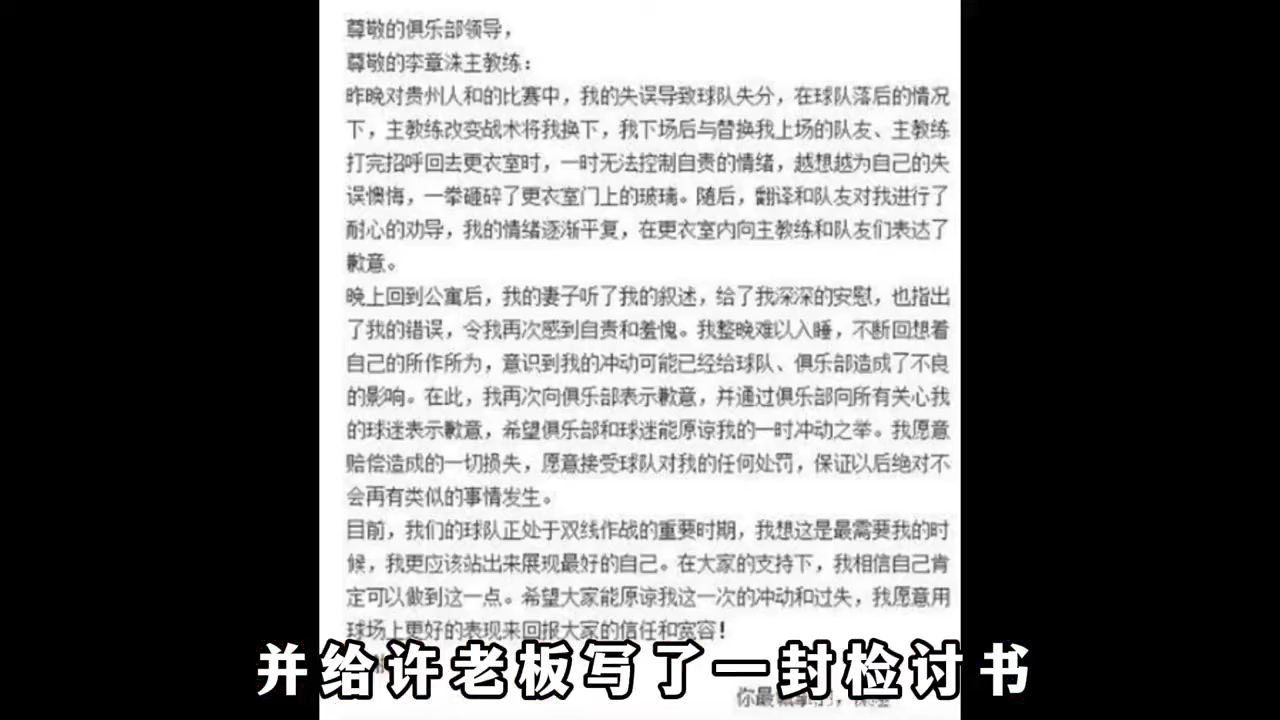 尊敬的俱乐部领导，
尊敬的李章洙主教练：
昨晚对贵州人和的比赛中，我的失误导致球队失分，在球队落后的情况
下，主教练改变战术将我换下，我下场后与替换我上场的队友、主教练
打完招呼回去更衣室时，一时无法控制自责的情绪，越想越为自己的失
误懊悔，一拳砸碎了更衣室门上的玻璃。随后，翻译和队友对我进行了
耐心的劝导，我的情绪逐渐平复，在更衣室内向主教练和队友们表达了
歉意。
晚上回到公寓后，我的妻子听了我的叙述，给了我深深的安慰，也指出
了我的错误，令我再次感到自责和羞愧。我整晚难以入睡，不断回想着
自己的所作所为，意识到我的冲动可能已经给球队、俱乐部造成了不良
的影响。在此，我再次向俱乐部表示歉意，并通过俱乐部向所有关心我
的球迷表示歉意，希望俱乐部和球迷能原谅我的一时冲动之举。我愿意
赔偿造成的一切损失，愿意接受球队对我的任何处罚，保证以后绝对不
会再有类似的事情发生。
目前，我们的球队正处于双线作战的重要时期，我想这是最需要我的时
候，我更应该站出来展现最好的自己。在大家的支持下，我相信自己肯
定可以做到这一点。希望大家能原谅我这一次的冲动和过失，我愿意用
球场上更好的表现来回报大家的信任和宽容！
并给许老板写了一封检讨书
你最